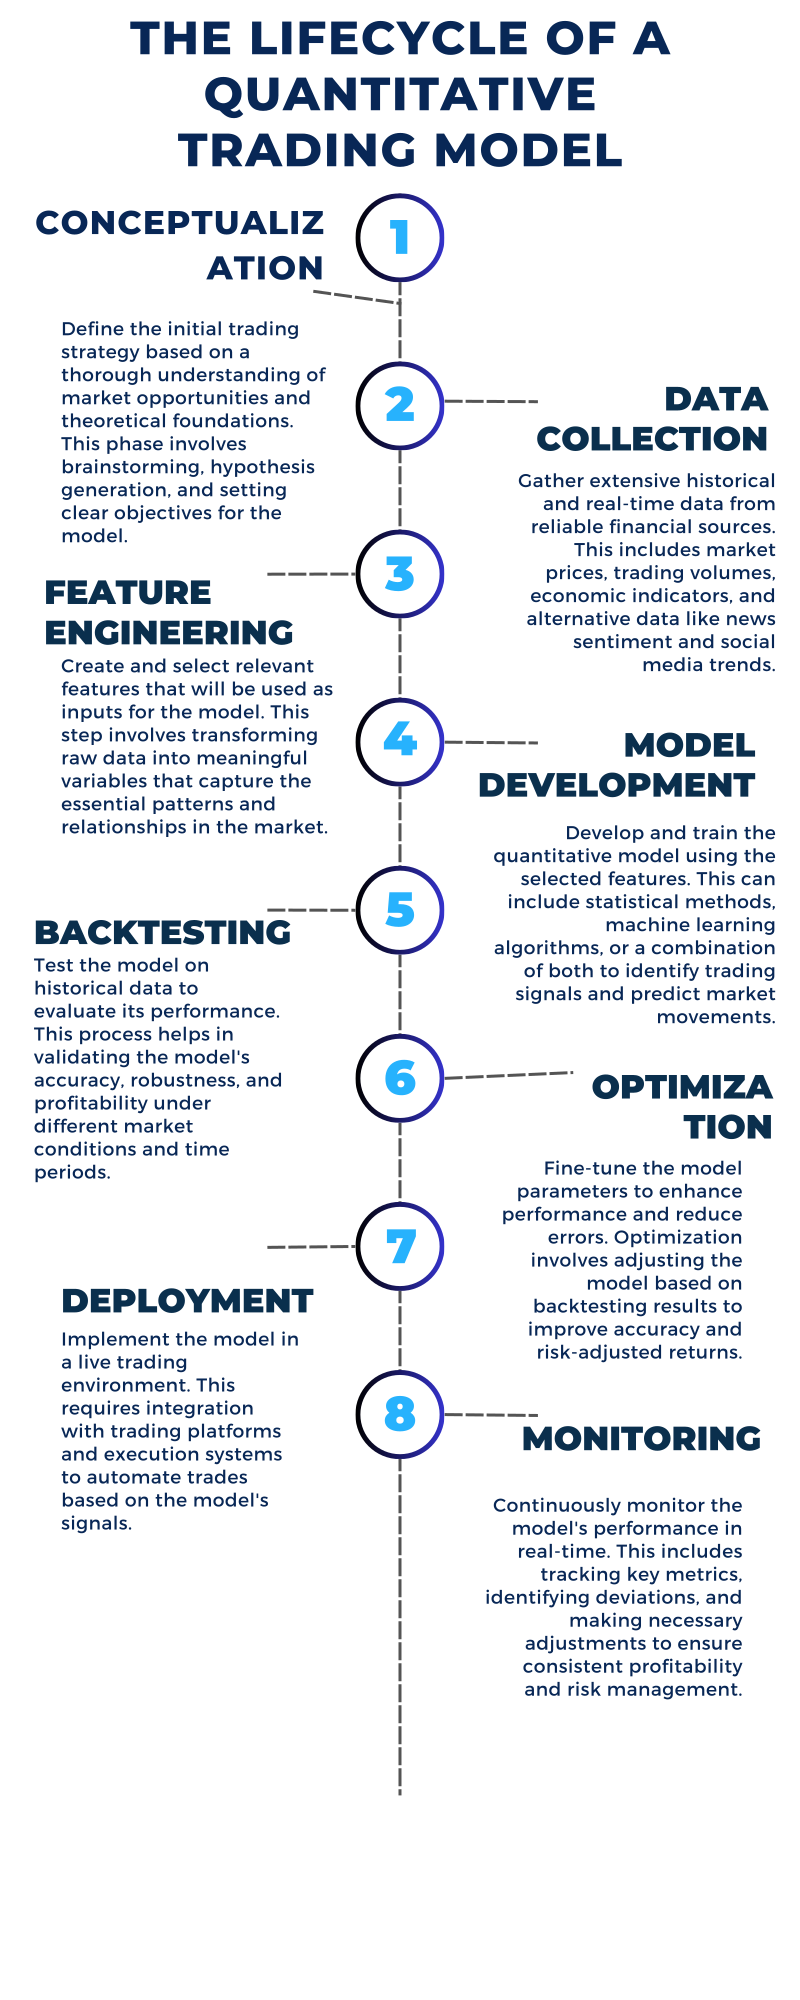 THE LIFECYCLE OF A
QUANTITATIVE
TRADING MODEL
1
CONCEPTUALIZ
ATION
Define the initial trading
strategy based on a
thorough understanding of
market opportunities and
theoretical foundations.
This phase involves
brainstorming, hypothesis
generation, and setting
clear objectives for the
model.
2
DATA
COLLECTION
Gather extensive historical
and real-time data from
reliable financial sources.
This includes market
prices, trading volumes,
economic indicators, and
alternative data like news
sentiment and social
media trends.
3
FEATURE
ENGINEERING
Create and select relevant
features that will be used as
inputs for the model. This
step involves transforming
raw data into meaningful
variables that capture the
essential patterns and
relationships in the market.
4
MODEL
DEVELOPMENT
Develop and train the
quantitative model using the
selected features. This can
include statistical methods,
machine learning
algorithms, or a combination
of both to identify trading
signals and predict market
movements.
5
BACKTESTING
Test the model on
historical data to
evaluate its performance.
This process helps in
validating the model's
accuracy, robustness, and
profitability under
different market
conditions and time
periods.
6
OPTIMIZA
TION
Fine-tune the model
parameters to enhance
performance and reduce
errors. Optimization
involves adjusting the
model based on
backtesting results to
improve accuracy and
risk-adjusted returns.
7
DEPLOYMENT
Implement the model in
a live trading
environment. This
requires integration
with trading platforms
and execution systems
to automate trades
based on the model's
signals.
8
MONITORING
Continuously monitor the
model's performance in
real-time. This includes
tracking key metrics,
identifying deviations, and
making necessary
adjustments to ensure
consistent profitability
and risk management.